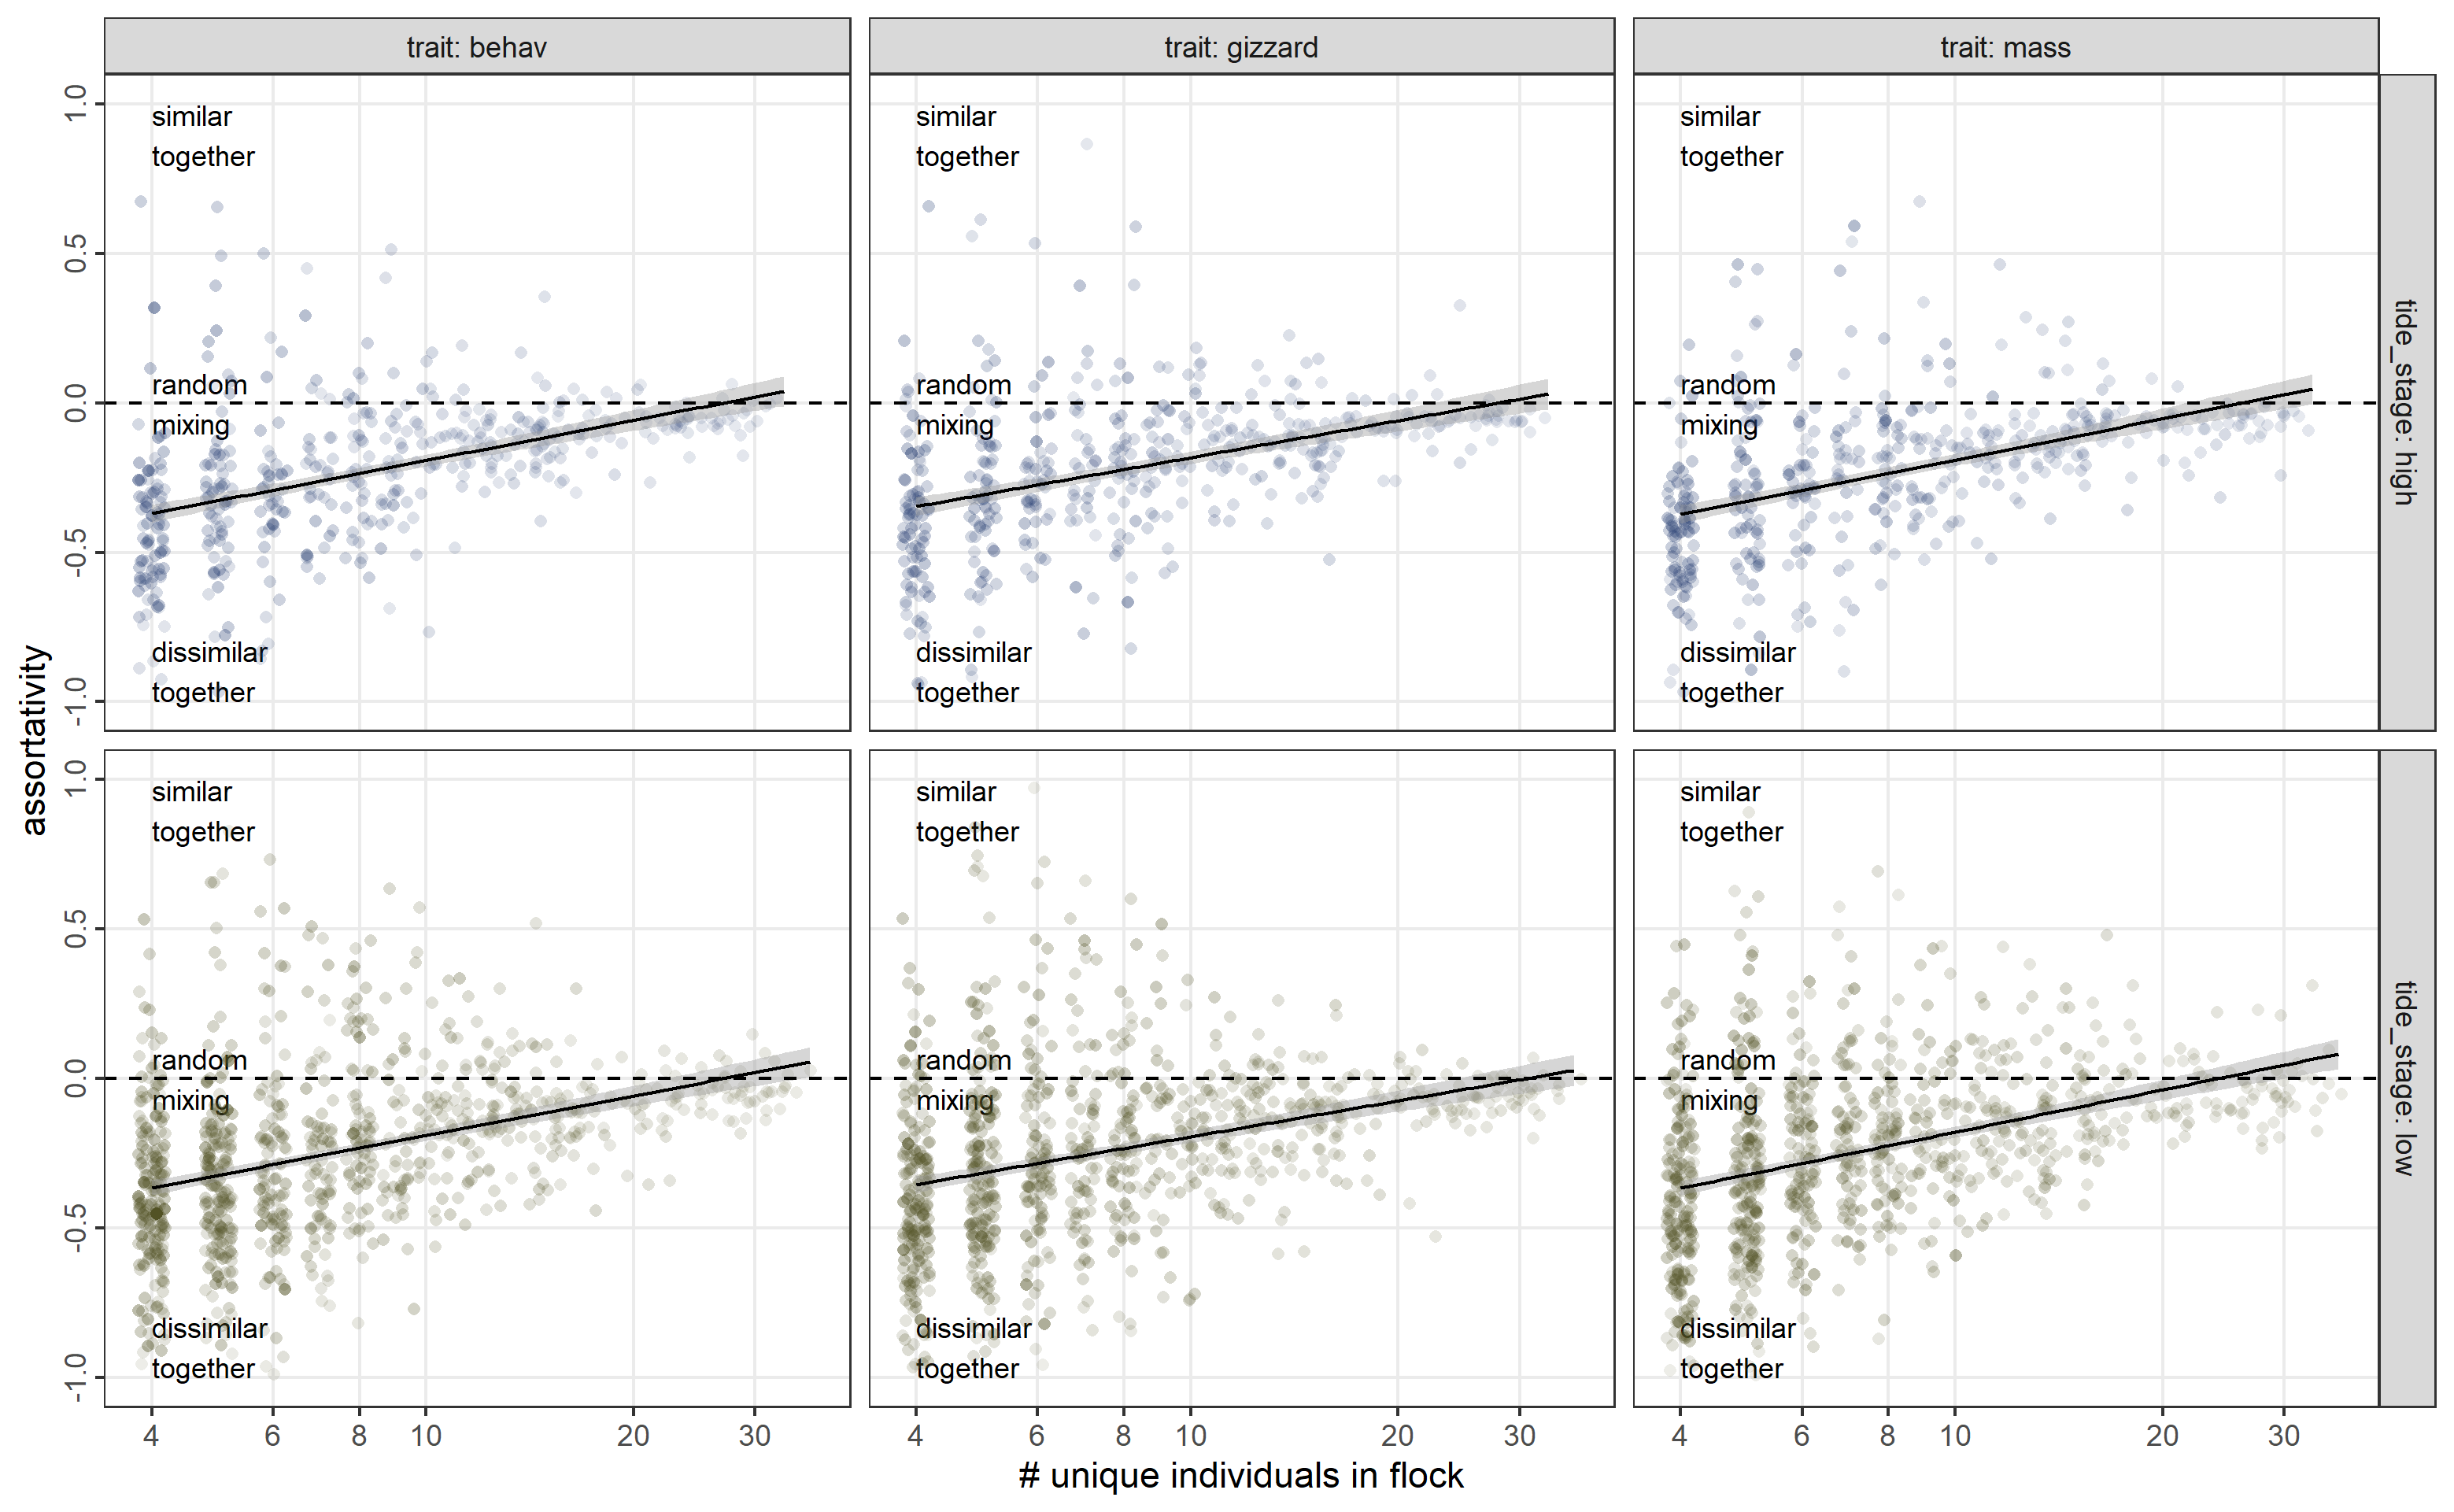 trait: behav
trait: gizzard
trait: mass
1.0
0.5
0.0
-0.5
-1.0
similar
together
random
mixing
dissimilar
together
similar
together
random
mixing
dissimilar
together
similar
together
random
mixing
dissimilar
together
tide_stage: high
assortativity
1.0
0.5
0.0
-0.5
-1.0
similar
together
random
mixing
dissimilar
together
similar
together
random
mixing
dissimilar
together
similar
together
random
mixing
dissimilar
together
tide_stage: low
4 6 8 10 20 30
4 6 8 10 20 30
4 6 8 10 20 30
# unique individuals in flock